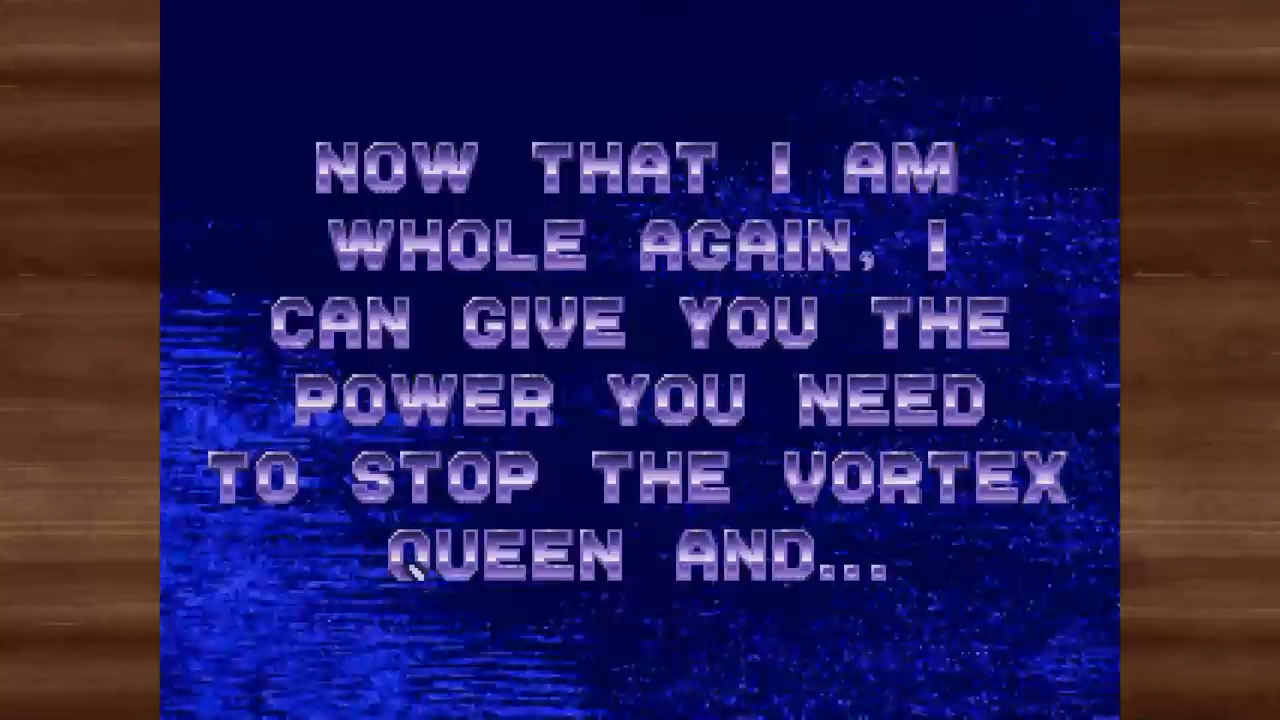 NOW THAT I AM
WHOLE AGAIN, I
CAN GIVE YOU THE
POWER YOU NEED
TO STOP THE VORTEX
QUEEN AND...